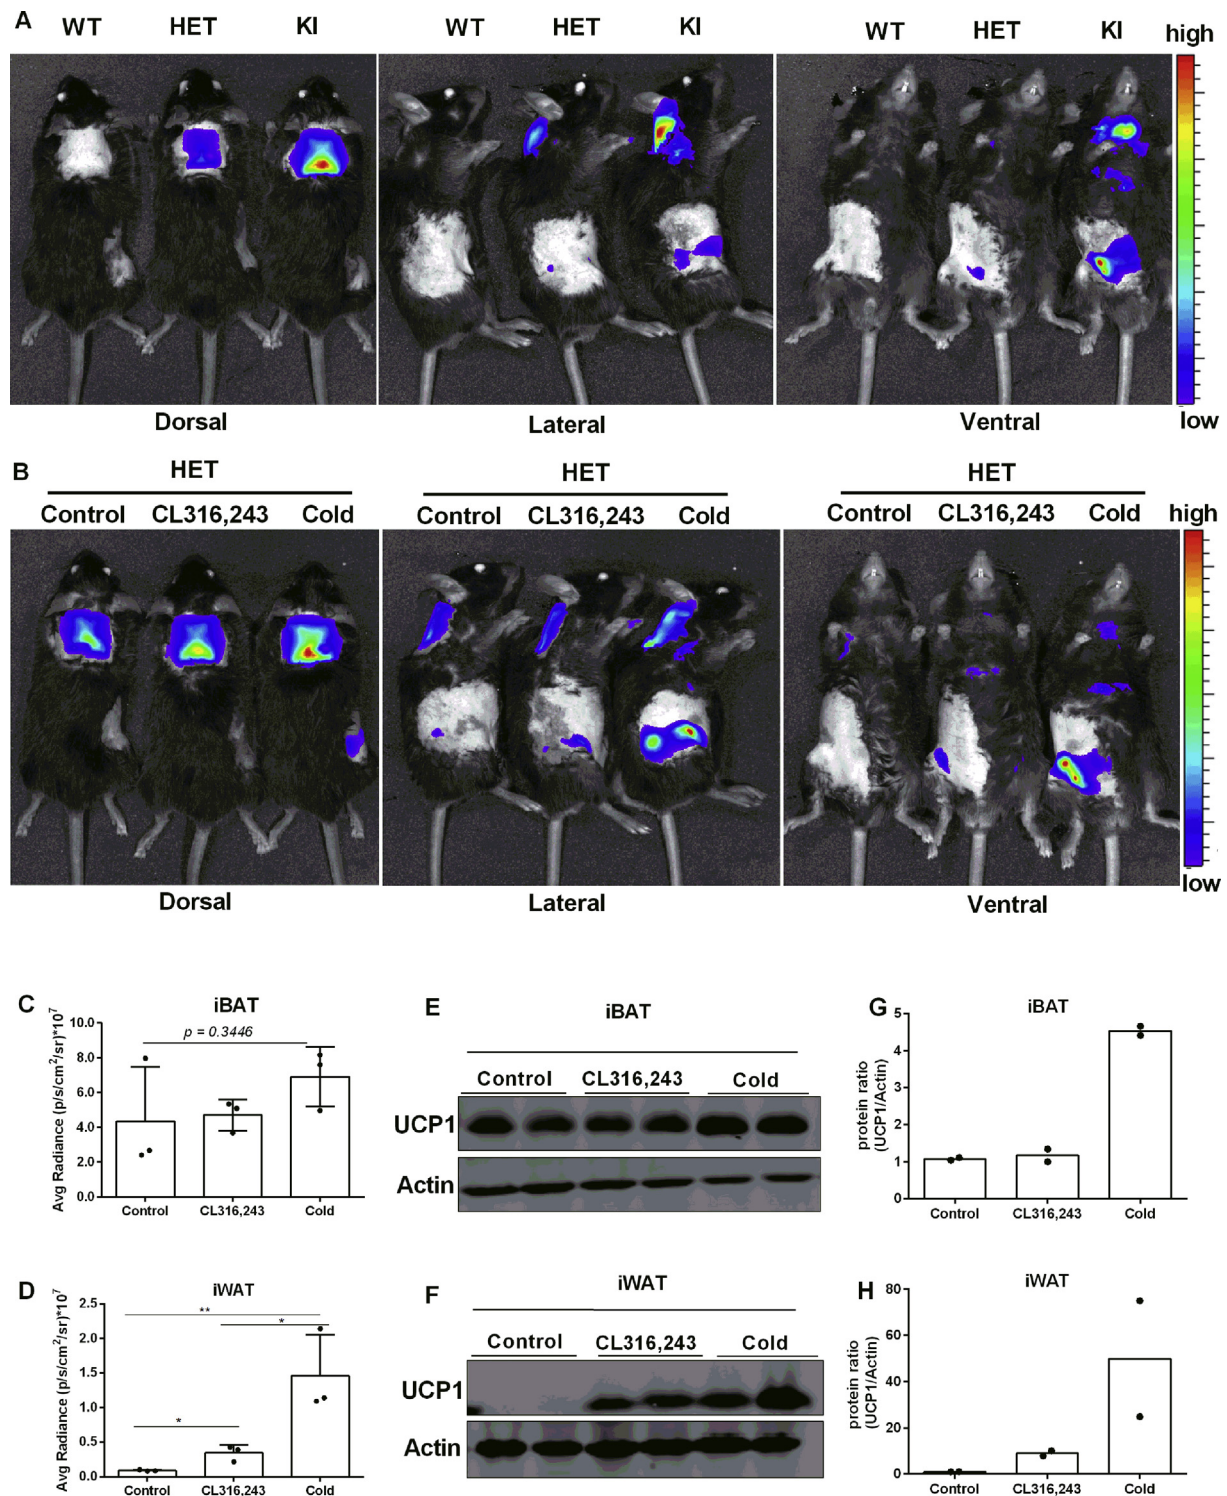 A
WT HET KI
WT HET KI
WT HET KI
high
low
Dorsal
Lateral
Ventral
B
HET
HET
HET
Control CL316,243 Cold
Control CL316,243 Cold
Control CL316,243 Cold
high
low
Dorsal
Lateral
Ventral
C
iBAT
Avg Radiance (p/s/cm2/sr)*10^7
10.0
8.0
6.0
4.0
2.0
0.0
p = 0.3446
Control CL316,243 Cold
E
iBAT
Control CL316,243 Cold
UCP1
Actin
G
iBAT
protein ratio
(UCP1/Actin)
5
4
3
2
1
0
Control CL316,243 Cold
D
iWAT
Avg Radiance (p/s/cm2/sr)*10^7
2.5
2.0
1.5
1.0
0.5
0.0
**
*
*
Control CL316,243 Cold
F
iWAT
Control CL316,243 Cold
UCP1
Actin
H
iWAT
protein ratio
(UCP1/Actin)
80
60
40
20
0
Control CL316,243 Cold